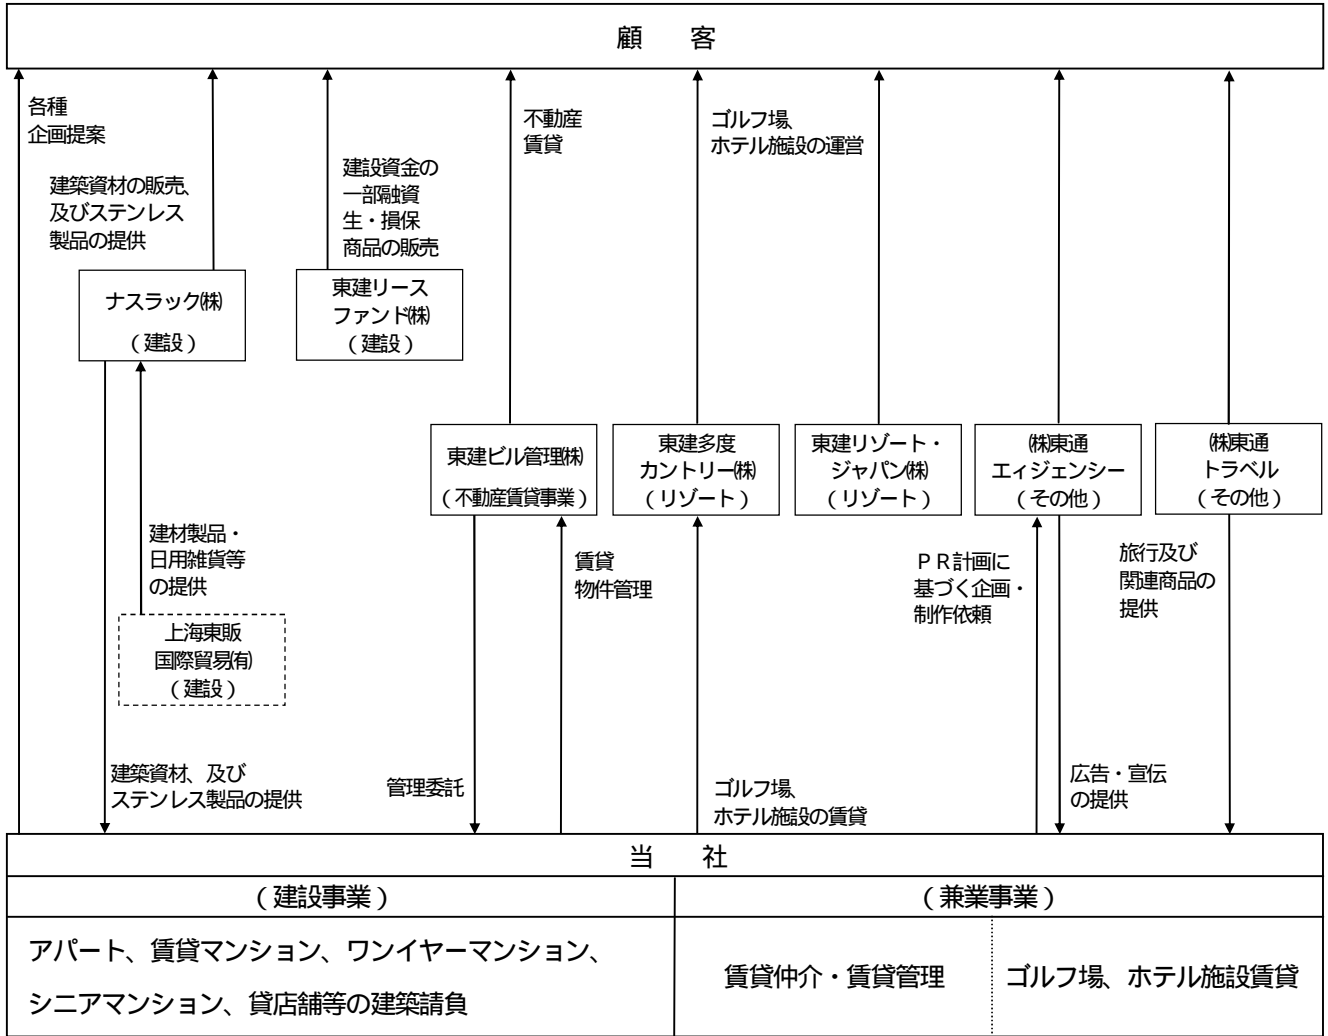 顧　客
各種
企画提案
建築資材の販売、
及びステンレス
製品の提供
建設資金の
一部融資
生・損保
商品の販売
不動産
賃貸
ゴルフ場、
ホテル施設の運営
ナスラック㈱
（建設）
東建リース
ファンド㈱
（建設）
東建ビル管理㈱
（不動産賃貸事業）
東建多度
カントリー㈱
（リゾート）
東建リゾート・
ジャパン㈱
（リゾート）
㈱東通
エィジェンシー
（その他）
㈱東通
トラベル
（その他）
建材製品・
日用雑貨等
の提供
上海東販
国際貿易㈲
（建設）
賃貸
物件管理
ＰＲ計画に
基づく企画・
制作依頼
旅行及び
関連商品の
提供
建築資材、及び
ステンレス製品の提供
管理委託
ゴルフ場、
ホテル施設の賃貸
広告・宣伝
の提供
当　社
（建設事業）
（兼業事業）
アパート、賃貸マンション、ワンイヤーマンション、
シニアマンション、貸店舗等の建築請負
賃貸仲介・賃貸管理
ゴルフ場、ホテル施設賃貸